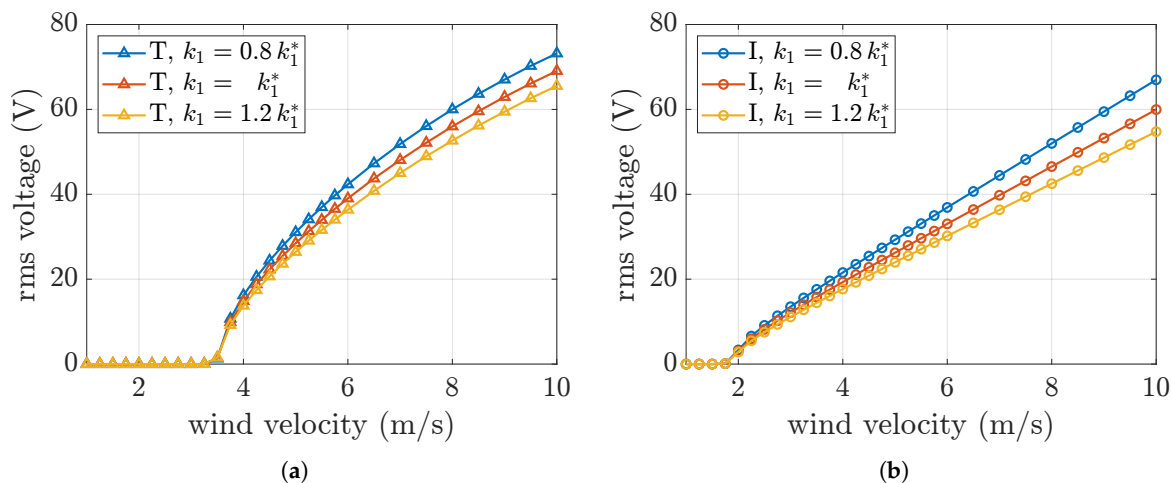 80
60
40
20
0
rms voltage (V)
T, k₁ = 0.8 k₁*
T, k₁ = k₁*
T, k₁ = 1.2 k₁*
2 4 6 8 10
wind velocity (m/s)
(a)
80
60
40
20
0
rms voltage (V)
I, k₁ = 0.8 k₁*
I, k₁ = k₁*
I, k₁ = 1.2 k₁*
2 4 6 8 10
wind velocity (m/s)
(b)